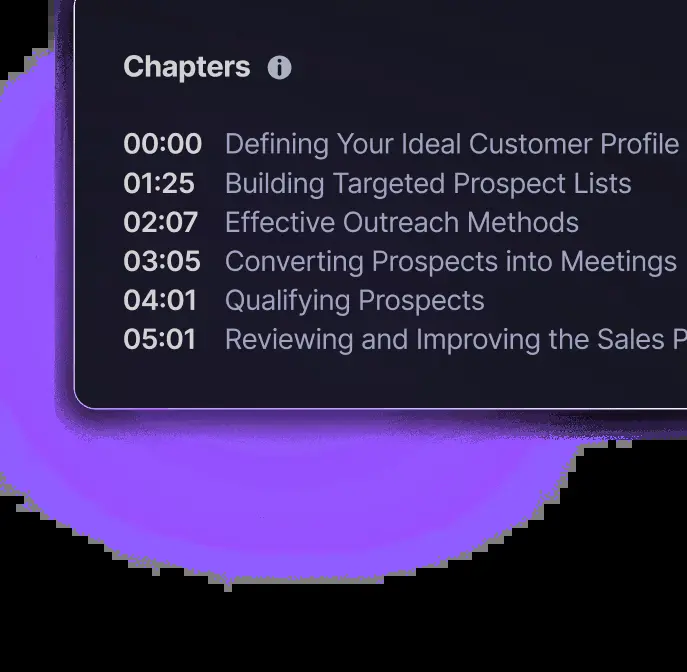 Chapters
00:00 Defining Your Ideal Customer Profile
01:25 Building Targeted Prospect Lists
02:07 Effective Outreach Methods
03:05 Converting Prospects into Meetings
04:01 Qualifying Prospects
05:01 Reviewing and Improving the Sales P